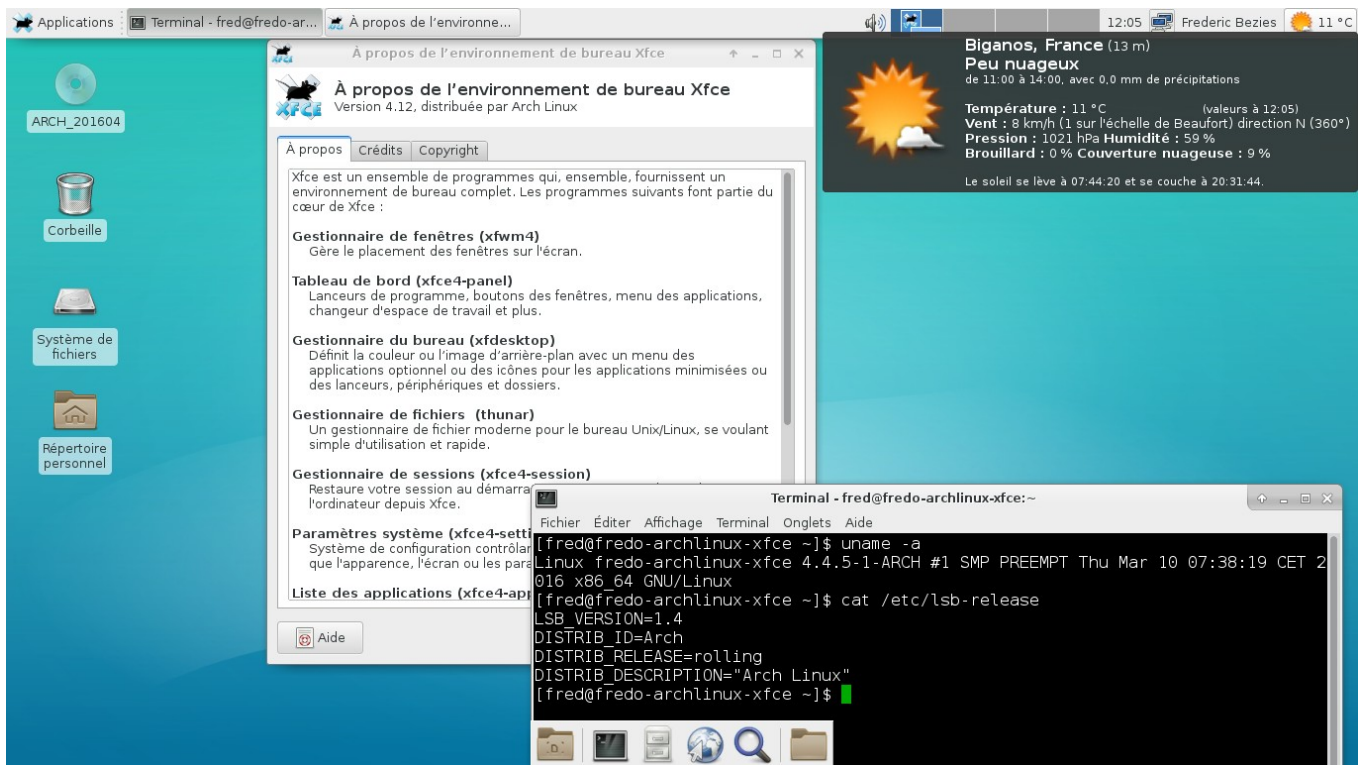 Applications
Terminal - fred@fredo-ar...
À propos de l’environne...
12:05
Frederic Bezies
11 °C
ARCH_201604
Corbeille
Système de
fichiers
Répertoire
personnel
À propos de l’environnement de bureau Xfce
XFCE
À propos de l’environnement de bureau Xfce
Version 4.12, distribuée par Arch Linux
À propos
Crédits
Copyright
Xfce est un ensemble de programmes qui, ensemble, fournissent un
environnement de bureau complet. Les programmes suivants font partie du
cœur de Xfce :
Gestionnaire de fenêtres (xfwm4)
Gère le placement des fenêtres sur l'écran.
Tableau de bord (xfce4-panel)
Lanceurs de programme, boutons des fenêtres, menu des applications,
changeur d'espace de travail et plus.
Gestionnaire du bureau (xfdesktop)
Définit la couleur ou l’image d’arrière-plan avec un menu des
applications optionnel ou des icônes pour les applications minimisées ou
des lanceurs, périphériques et dossiers.
Gestionnaire de fichiers (thunar)
Un gestionnaire de fichier moderne pour le bureau Unix/Linux, se voulant
simple d'utilisation et rapide.
Gestionnaire de sessions (xfce4-session)
Restaure votre session au démarra
l'ordinateur depuis Xfce.
Paramètres système (xfce4-setti
Système de configuration contrôlar
que l'apparence, l'écran ou les para
Liste des applications (xfce4-app
Aide
Biganos, France (13 m)
Peu nuageux
de 11:00 à 14:00, avec 0,0 mm de précipitations
Température : 11 °C (valeurs à 12:05)
Vent : 8 km/h (1 sur l'échelle de Beaufort) direction N (360°)
Pression : 1021 hPa Humidité : 59 %
Brouillard : 0 % Couverture nuageuse : 9 %
Le soleil se lève à 07:44:20 et se couche à 20:31:44.
Terminal - fred@fredo-archlinux-xfce:~
Fichier Éditer Affichage Terminal Onglets Aide
[fred@fredo-archlinux-xfce ~]$ uname -a
Linux fredo-archlinux-xfce 4.4.5-1-ARCH #1 SMP PREEMPT Thu Mar 10 07:38:19 CET 2
016 x86_64 GNU/Linux
[fred@fredo-archlinux-xfce ~]$ cat /etc/lsb-release
LSB_VERSION=1.4
DISTRIB_ID=Arch
DISTRIB_RELEASE=rolling
DISTRIB_DESCRIPTION="Arch Linux"
[fred@fredo-archlinux-xfce ~]$